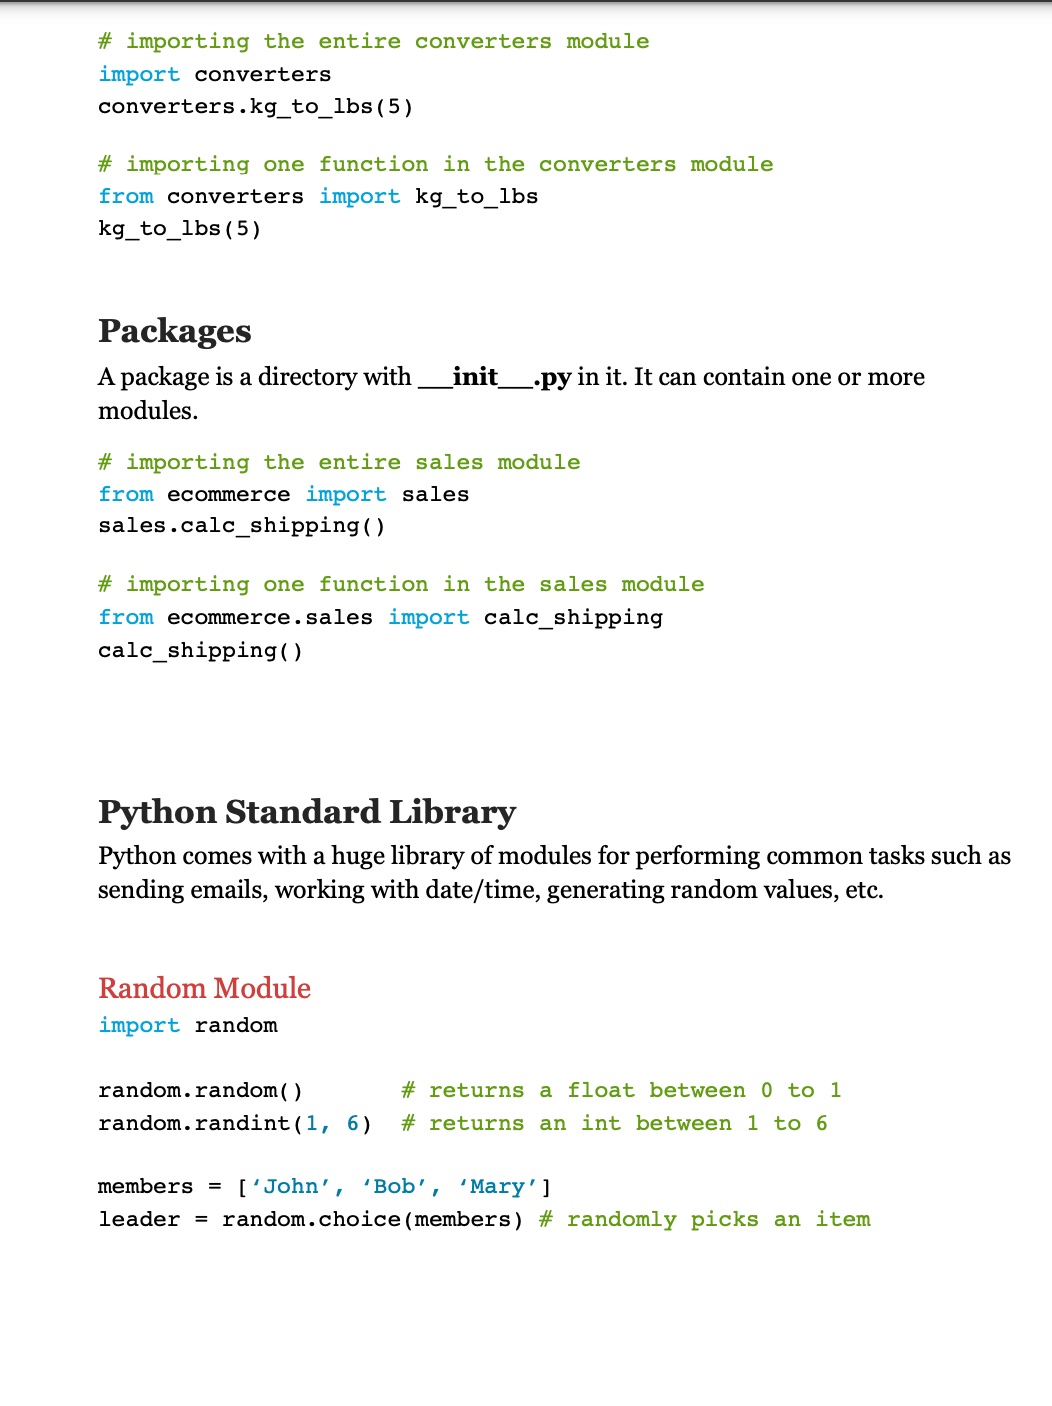 # importing the entire converters module
import converters
converters.kg_to_lbs(5)
# importing one function in the converters module
from converters import kg_to_lbs
kg_to_lbs(5)
Packages
A package is a directory with __init__.py in it. It can contain one or more
modules.
# importing the entire sales module
from ecommerce import sales
sales.calc_shipping()
# importing one function in the sales module
from ecommerce.sales import calc_shipping
calc_shipping()
Python Standard Library
Python comes with a huge library of modules for performing common tasks such as
sending emails, working with date/time, generating random values, etc.
Random Module
import random
random.random() # returns a float between 0 to 1
random.randint(1, 6) # returns an int between 1 to 6
members = [‘John’, ‘Bob’, ‘Mary’]
leader = random.choice(members) # randomly picks an item